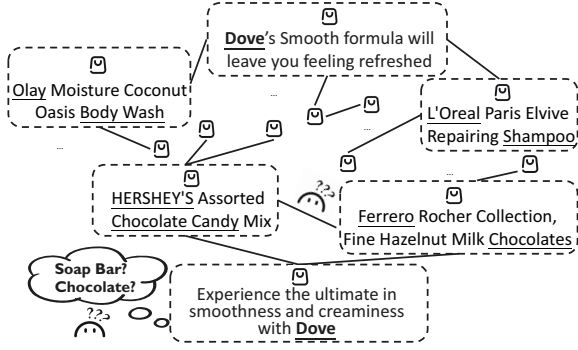 Dove's Smooth formula will
leave you feeling refreshed
Olay Moisture Coconut
Oasis Body Wash
...
L'Oreal Paris Elvive
Repairing Shampoo
...
...
...
HERSHEY'S Assorted
Chocolate Candy Mix
???
Ferrero Rocher Collection,
Fine Hazelnut Milk Chocolates
Soap Bar?
Chocolate?
???
Experience the ultimate in
smoothness and creaminess
with Dove